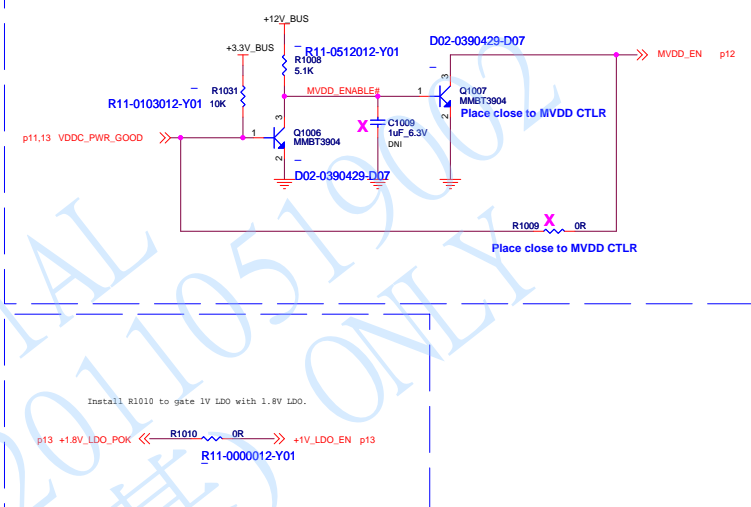 +12V_BUS
+3.3V_BUS
R11-0512012-Y01
R1008
5.1K
D02-0390429-D07
MVDD_EN p12
R1031
R11-0103012-Y01 10K
MVDD_ENABLE#
1
3
Q1007
MMBT3904
2
Place close to MVDD CTLR
X
C1009
1uF_6.3V
DNI
p11,13 VDDC_PWR_GOOD
1
3
Q1006
MMBT3904
2
D02-0390429-D07
R1009
X
0R
Place close to MVDD CTLR
Install R1010 to gate 1V LDO with 1.8V LDO.
p13 +1.8V_LDO_POK
R1010
0R
+1V_LDO_EN p13
R11-0000012-Y01
20110519002
ONLY